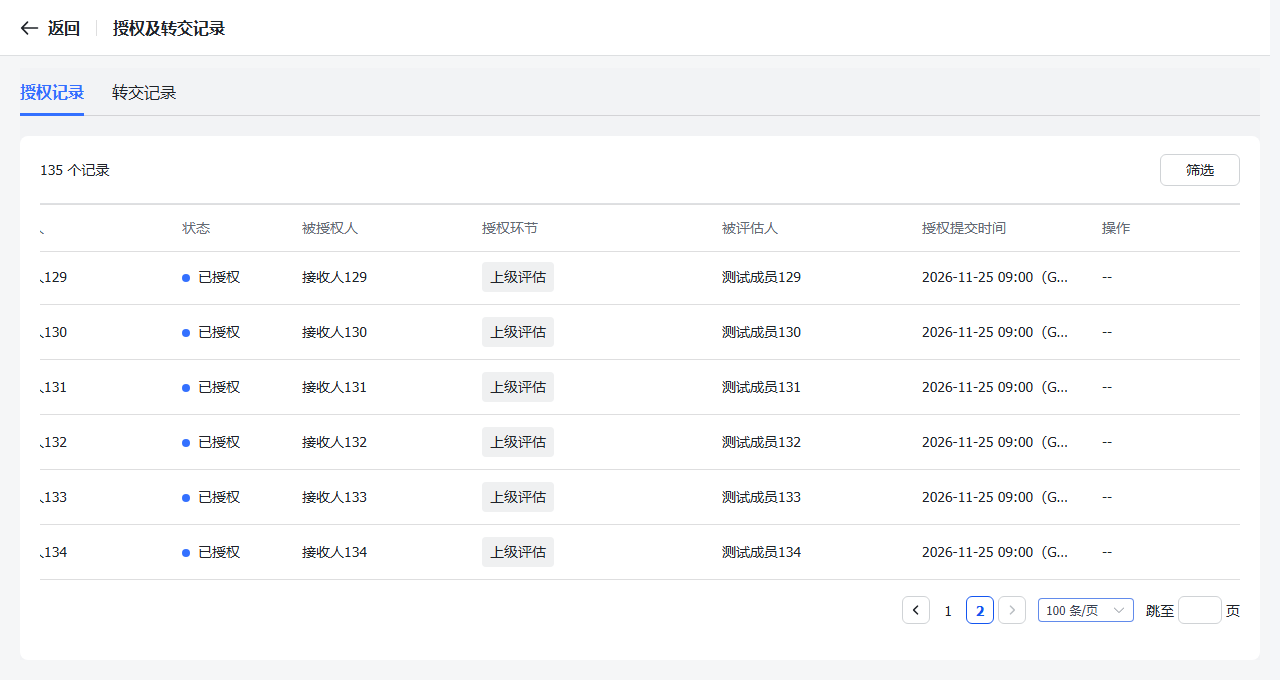 返回 授权及转交记录
授权记录 转交记录
135 个记录 筛选
状态 被授权人 授权环节 被评估人 授权提交时间 操作
129 已授权 接收人129 上级评估 测试成员129 2026-11-25 09:00（G... --
130 已授权 接收人130 上级评估 测试成员130 2026-11-25 09:00（G... --
131 已授权 接收人131 上级评估 测试成员131 2026-11-25 09:00（G... --
132 已授权 接收人132 上级评估 测试成员132 2026-11-25 09:00（G... --
133 已授权 接收人133 上级评估 测试成员133 2026-11-25 09:00（G... --
134 已授权 接收人134 上级评估 测试成员134 2026-11-25 09:00（G... --
1 2 100 条/页 跳至 页